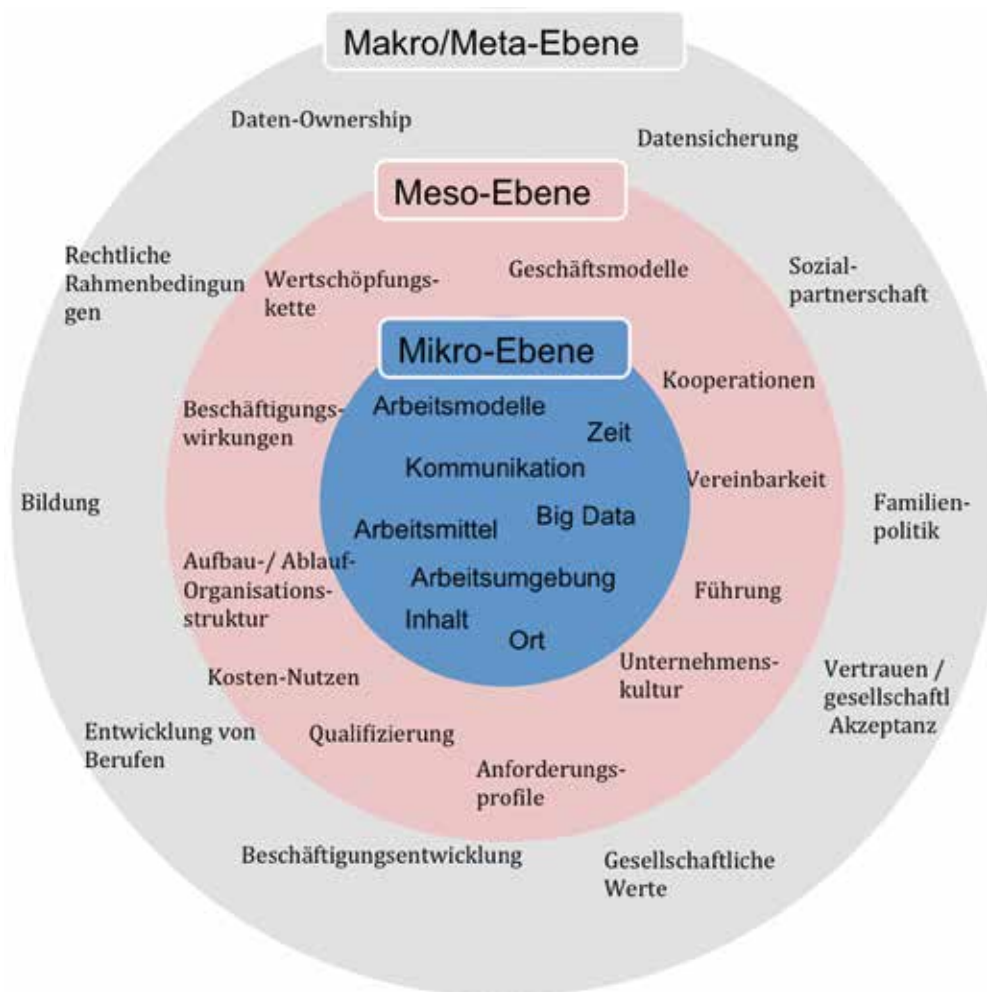 Makro/Meta-Ebene
Daten-Ownership
Datensicherung
Meso-Ebene
Rechtliche
Rahmenbedingun
gen
Wertschöpfungs-
kette
Geschäftsmodelle
Sozial-
partnerschaft
Mikro-Ebene
Kooperationen
Beschäftigungs-
wirkungen
Arbeitsmodelle
Zeit
Kommunikation
Vereinbarkeit
Bildung
Arbeitsmittel
Big Data
Familien-
politik
Aufbau-/ Ablauf-
Organisations-
struktur
Arbeitsumgebung
Führung
Inhalt
Ort
Kosten-Nutzen
Unternehmens-
kultur
Vertrauen /
gesellschaftl
Akzeptanz
Entwicklung von
Berufen
Qualifizierung
Anforderungs-
profile
Beschäftigungsentwicklung
Gesellschaftliche
Werte